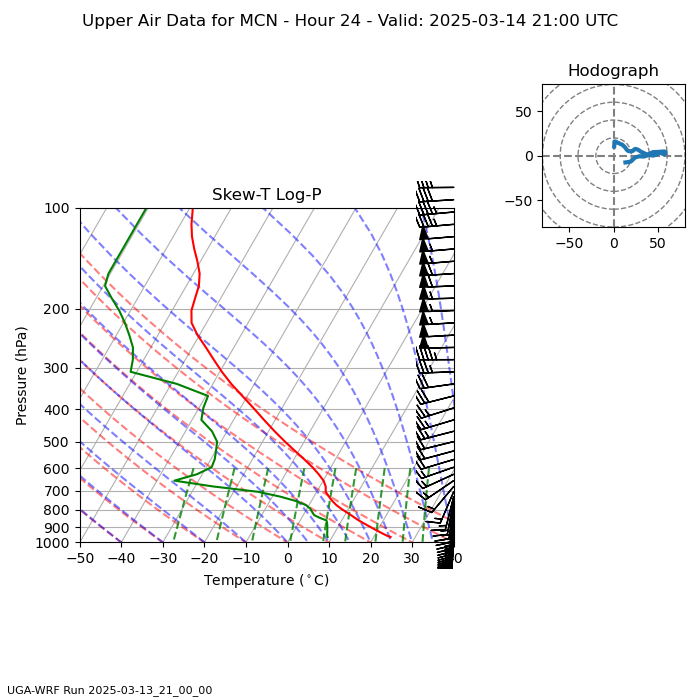 Upper Air Data for MCN - Hour 24 - Valid: 2025-03-14 21:00 UTC
Hodograph
50
0
−50
−50 0 50
Skew-T Log-P
100
200
300
400
500
600
700
800
900
1000
Pressure (hPa)
−50 −40 −30 −20 −10 0 10 20 30
Temperature (°C)
UGA-WRF Run 2025-03-13_21_00_00